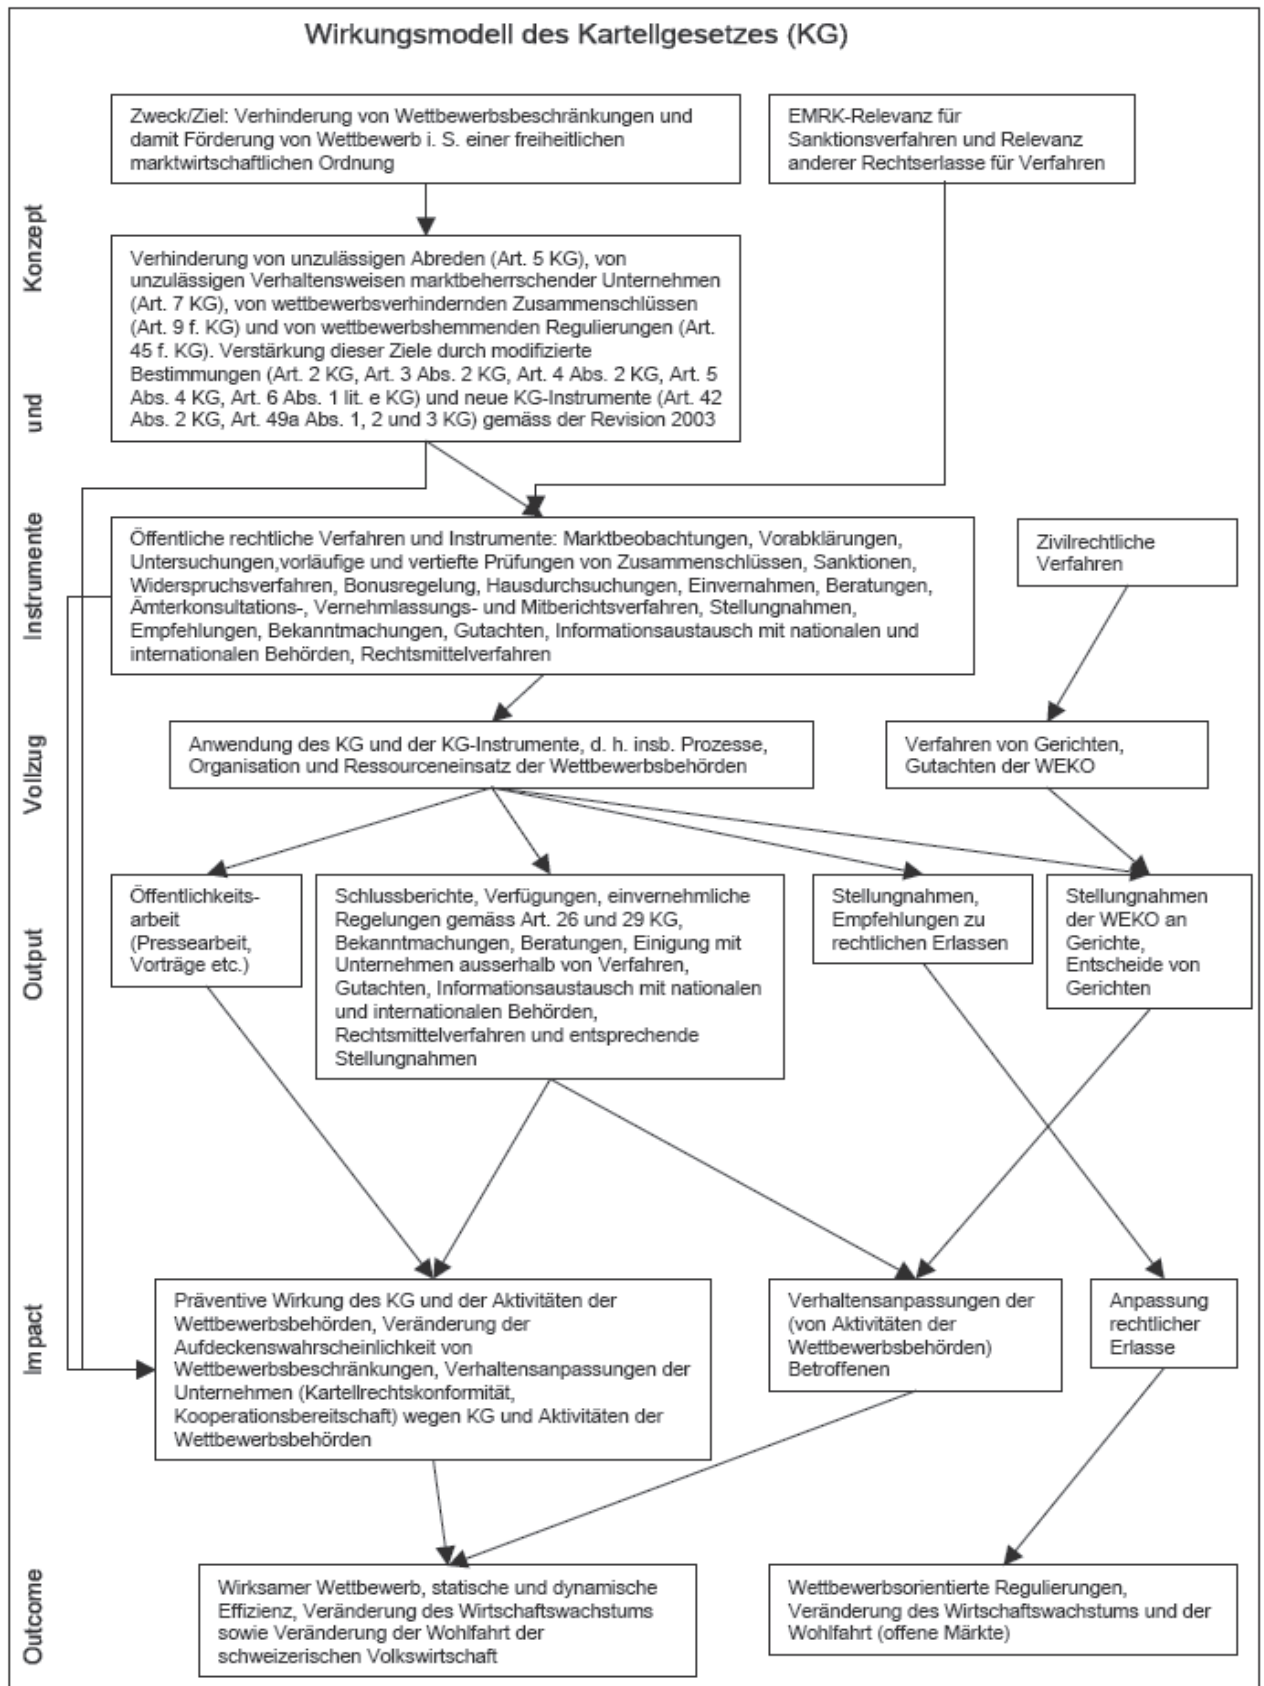 Wirkungsmodell des Kartellgesetzes (KG)
Zweck/Ziel: Verhinderung von Wettbewerbsbeschränkungen und
damit Förderung von Wettbewerb i. S. einer freiheitlichen
marktwirtschaftlichen Ordnung
EMRK-Relevanz für
Sanktionsverfahren und Relevanz
anderer Rechtserlasse für Verfahren
Konzept
und
Instrumente
Verhinderung von unzulässigen Abreden (Art. 5 KG), von
unzulässigen Verhaltensweisen marktbeherrschender Unternehmen
(Art. 7 KG), von wettbewerbsverhindernden Zusammenschlüssen
(Art. 9 f. KG) und von wettbewerbshemmenden Regulierungen (Art.
45 f. KG). Verstärkung dieser Ziele durch modifizierte
Bestimmungen (Art. 2 KG, Art. 3 Abs. 2 KG, Art. 4 Abs. 2 KG, Art. 5
Abs. 4 KG, Art. 6 Abs. 1 lit. e KG) und neue KG-Instrumente (Art. 42
Abs. 2 KG, Art. 49a Abs. 1, 2 und 3 KG) gemäss der Revision 2003
Öffentliche rechtliche Verfahren und Instrumente: Marktbeobachtungen, Vorabklärungen,
Untersuchungen,vorläufige und vertiefte Prüfungen von Zusammenschlüssen, Sanktionen,
Widerspruchsverfahren, Bonusregelung, Hausdurchsuchungen, Einvernahmen, Beratungen,
Ämterkonsultations-, Vernehmlassungs- und Mitberichtsverfahren, Stellungnahmen,
Empfehlungen, Bekanntmachungen, Gutachten, Informationsaustausch mit nationalen und
internationalen Behörden, Rechtsmittelverfahren
Zivilrechtliche
Verfahren
Vollzug
Anwendung des KG und der KG-Instrumente, d. h. insb. Prozesse,
Organisation und Ressourceneinsatz der Wettbewerbsbehörden
Verfahren von Gerichten,
Gutachten der WEKO
Output
Öffentlichkeits-
arbeit
(Pressearbeit,
Vorträge etc.)
Schlussberichte, Verfügungen, einvernehmliche
Regelungen gemäss Art. 26 und 29 KG,
Bekanntmachungen, Beratungen, Einigung mit
Unternehmen ausserhalb von Verfahren,
Gutachten, Informationsaustausch mit nationalen
und internationalen Behörden,
Rechtsmittelverfahren und entsprechende
Stellungnahmen
Stellungnahmen,
Empfehlungen zu
rechtlichen Erlassen
Stellungnahmen
der WEKO an
Gerichte,
Entscheide von
Gerichten
Impact
Präventive Wirkung des KG und der Aktivitäten der
Wettbewerbsbehörden, Veränderung der
Aufdeckenswahrscheinlichkeit von
Wettbewerbsbeschränkungen, Verhaltensanpassungen der
Unternehmen (Kartellrechtskonformität,
Kooperationsbereitschaft) wegen KG und Aktivitäten der
Wettbewerbsbehörden
Verhaltensanpassungen der
(von Aktivitäten der
Wettbewerbsbehörden)
Betroffenen
Anpassung
rechtlicher
Erlasse
Outcome
Wirksamer Wettbewerb, statische und dynamische
Effizienz, Veränderung des Wirtschaftswachstums
sowie Veränderung der Wohlfahrt der
schweizerischen Volkswirtschaft
Wettbewerbsorientierte Regulierungen,
Veränderung des Wirtschaftswachstums und der
Wohlfahrt (offene Märkte)